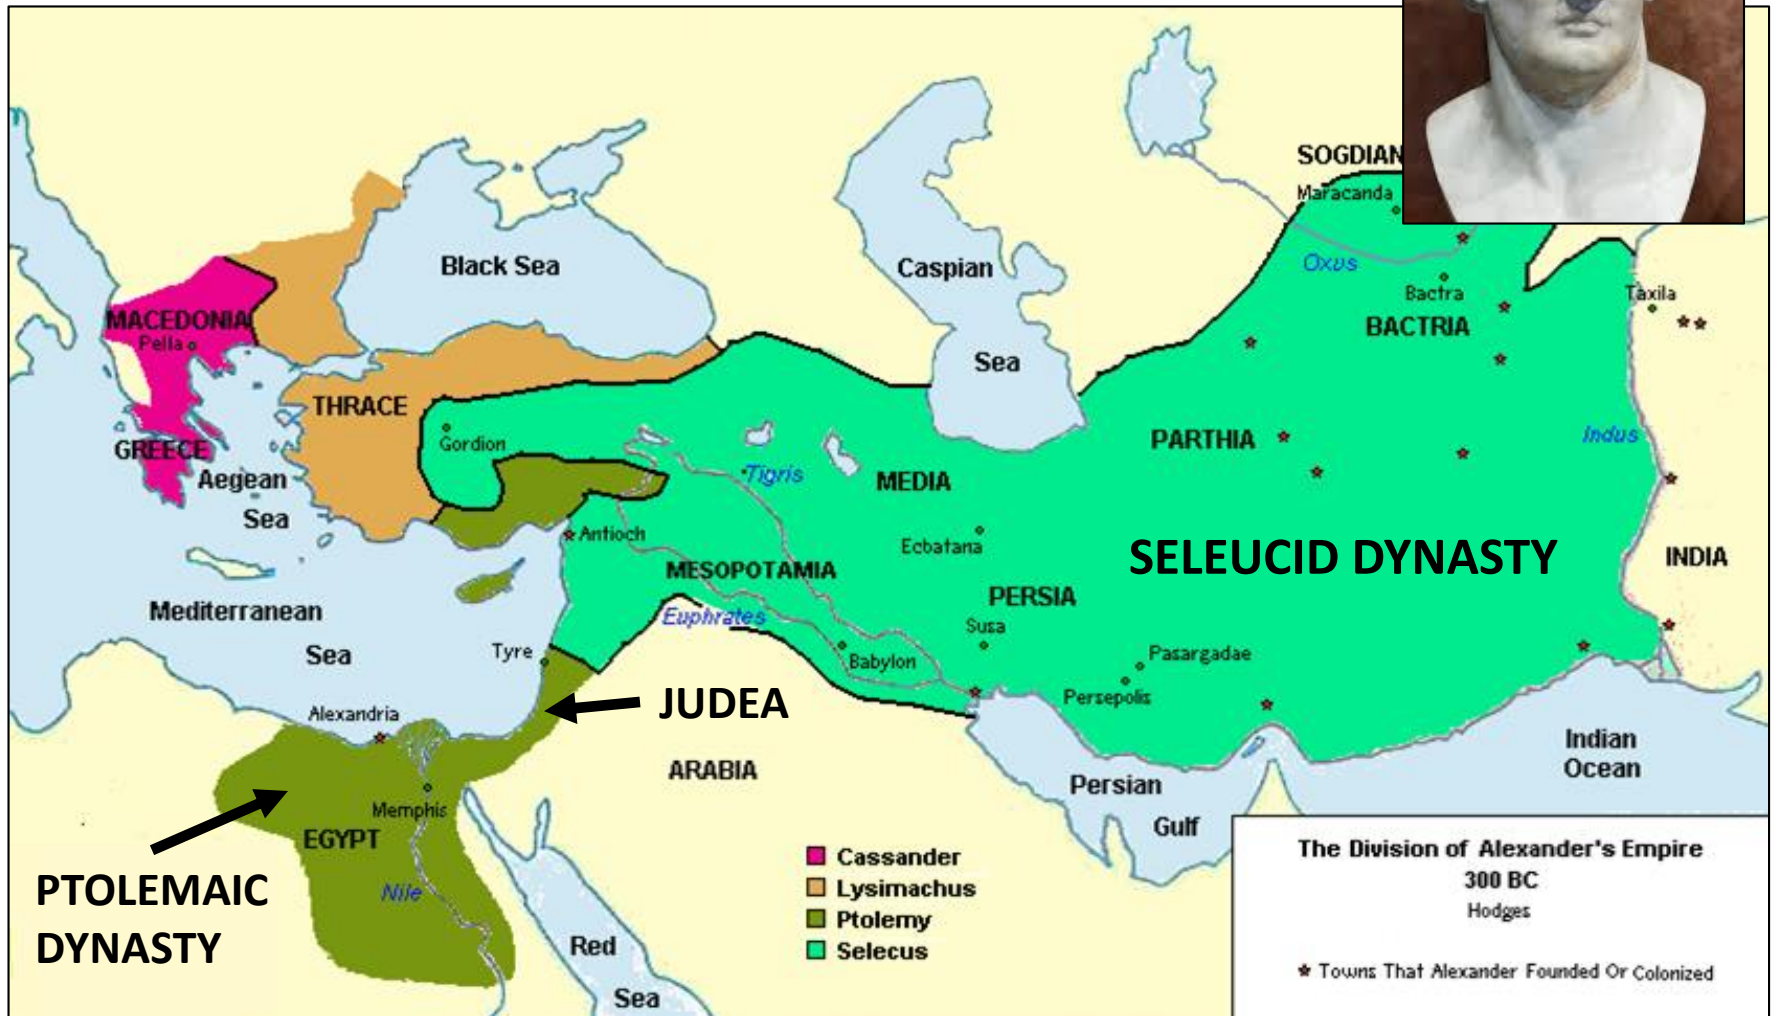 SOGDIAN
Maracanda
Black Sea
Caspian
Sea
Oxus
Bactra
Taxila
BACTRIA
MACEDONIA
Pella
THRACE
Gordion
GREECE
Aegean
Sea
PARTHIA
Indus
Tigris
MEDIA
Antioch
Ecbatana
SELEUCID DYNASTY
INDIA
MESOPOTAMIA
PERSIA
Mediterranean
Sea
Euphrates
Susa
Tyre
Babylon
Pasargadae
Persepolis
JUDEA
Alexandria
ARABIA
Indian
Ocean
Persian
Gulf
Memphis
EGYPT
Nile
PTOLEMAIC
DYNASTY
Red
Sea
Cassander
Lysimachus
Ptolemy
Selecus
The Division of Alexander's Empire
300 BC
Hodges
Towns That Alexander Founded Or Colonized